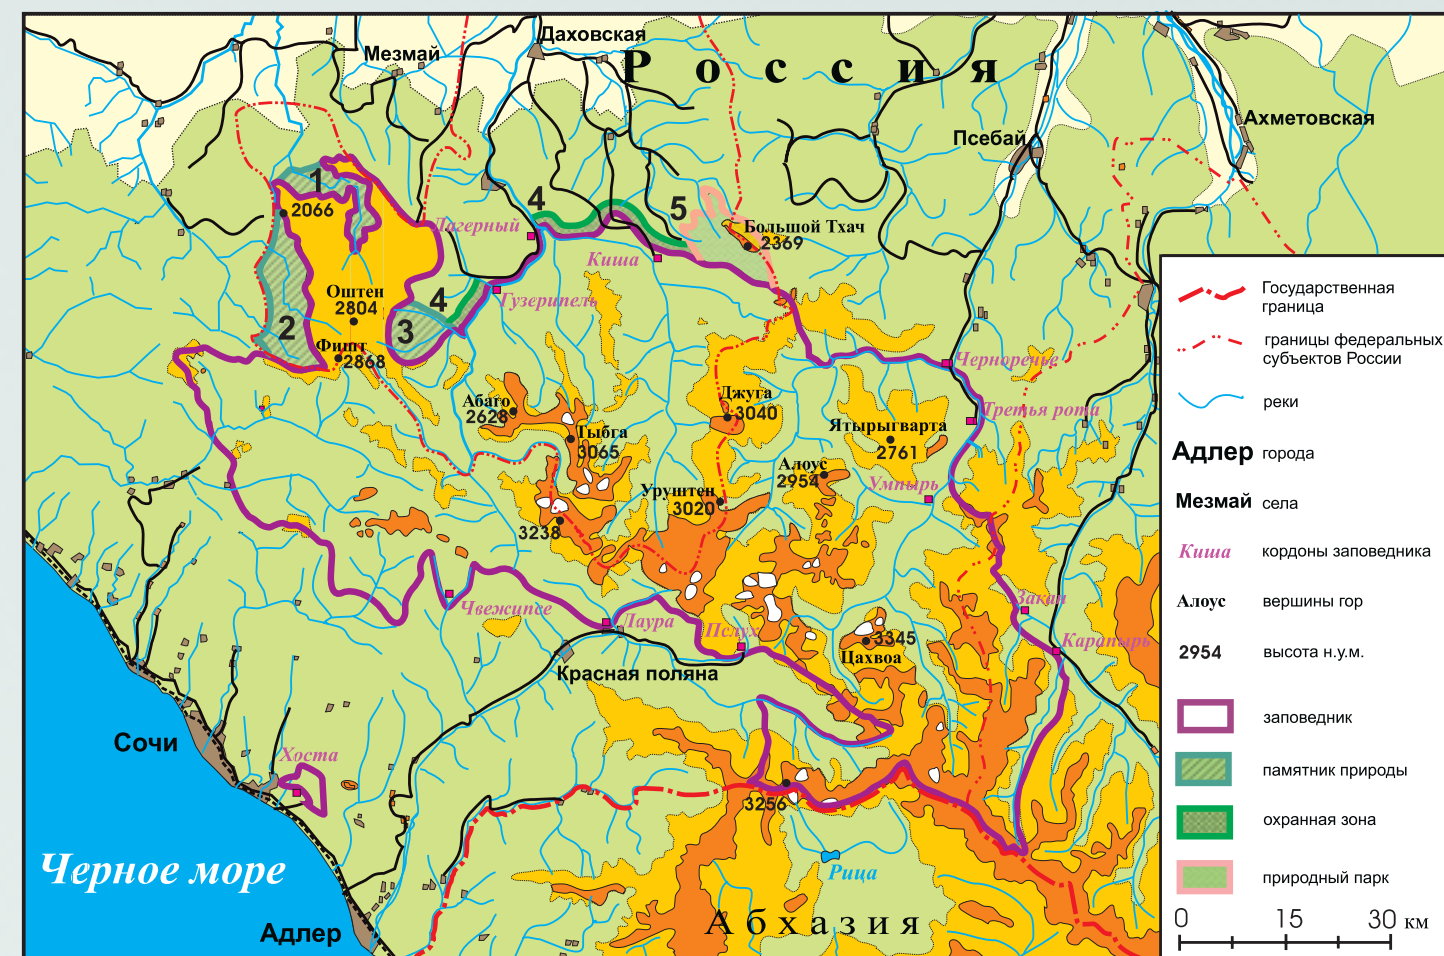 Даховская
Мезмай
Россия
Ахметовская
Псебай
1
2066
4
5
Лагерный
Большой Тхач
2369
Киша
Гузерипель
4
Оштен
2804
2
3
Фишт
2868
Черноречье
Абаго
2628
Джуга
3040
Третья рота
Тыбга
3065
Ятырыгварта
2761
Алоус
2954
Умпырь
Уруштен
3020
3238
Закан
Чвежипсе
Лаура
Пслух
3345
Цахвоа
Карапырь
Красная поляна
Сочи
Хоста
3256
Черное море
Рица
Абхазия
Адлер
Государственная
граница
границы федеральных
субъектов России
реки
Адлер города
Мезмай села
Киша кордоны заповедника
Алоус вершины гор
2954 высота н.у.м.
заповедник
памятник природы
охранная зона
природный парк
0 15 30 км